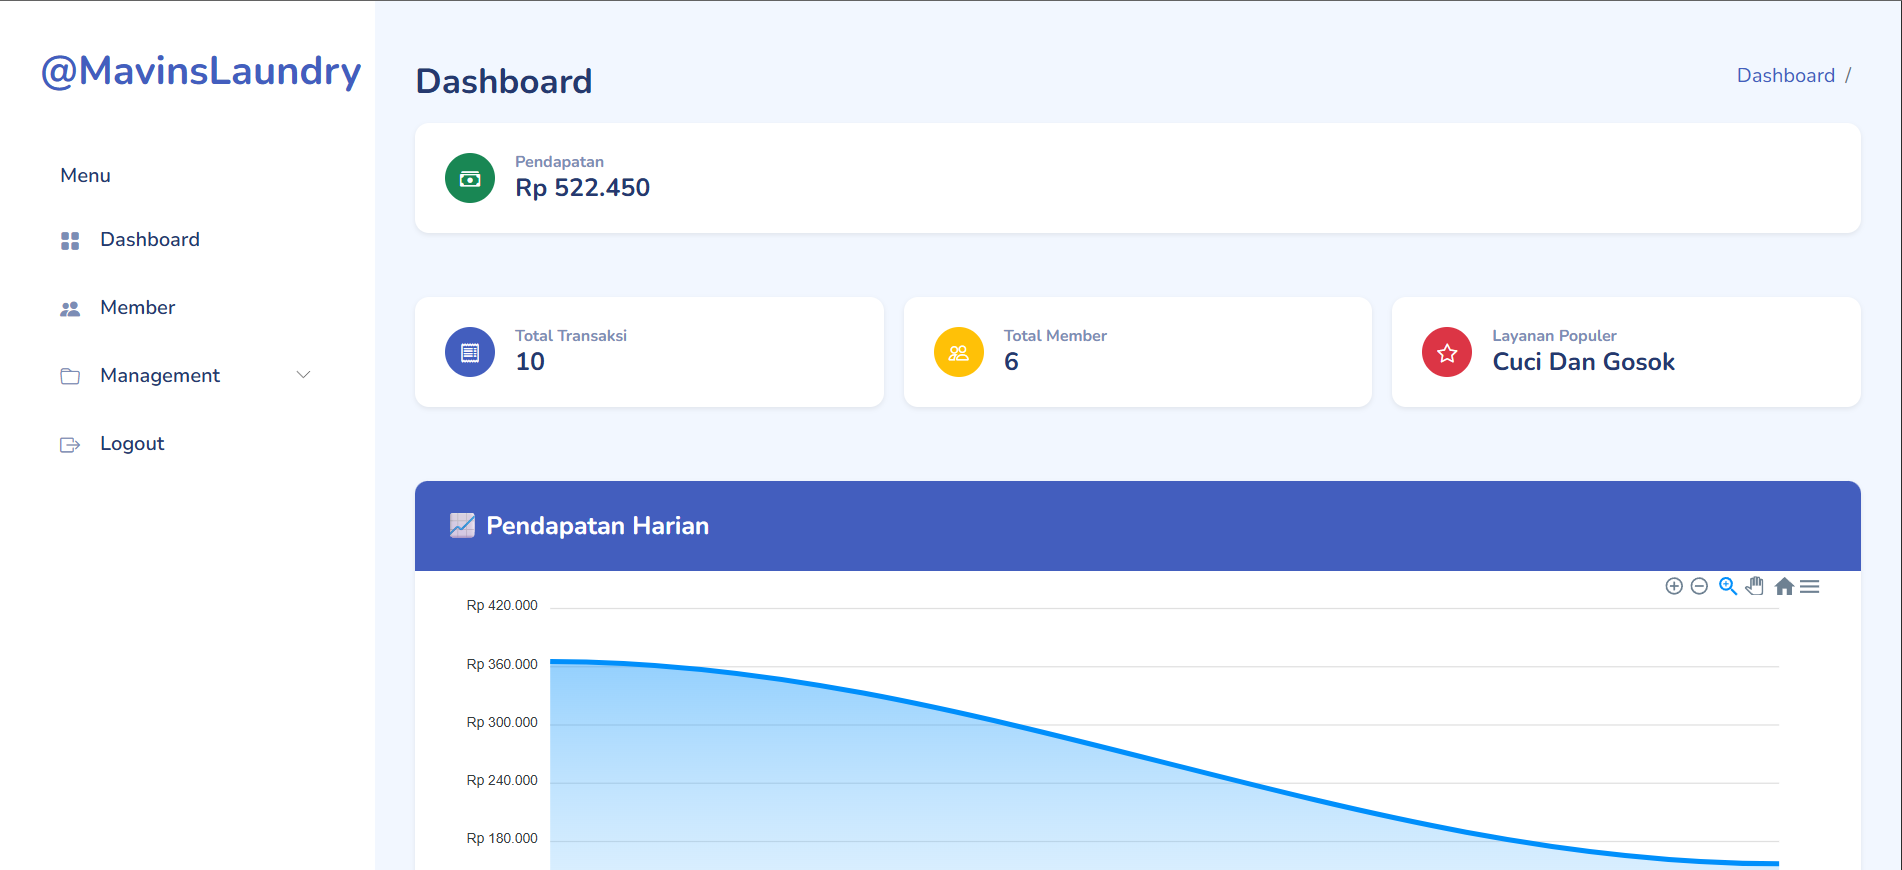 @MavinsLaundry
Menu
Dashboard
Member
Management
Logout
Dashboard
Dashboard /
Pendapatan
Rp 522.450
Total Transaksi
10
Total Member
6
Layanan Populer
Cuci Dan Gosok
Pendapatan Harian
Rp 420.000
Rp 360.000
Rp 300.000
Rp 240.000
Rp 180.000